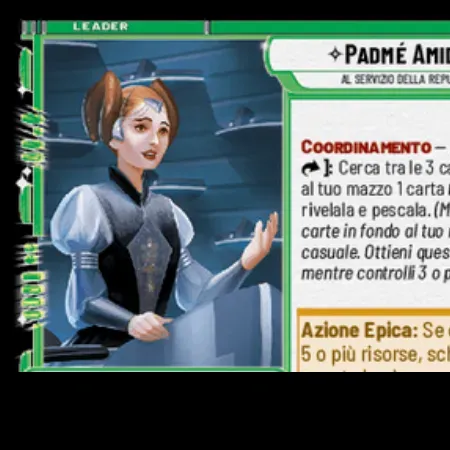 LEADER
PADMÉ AMID
AL SERVIZIO DELLA REPU
COORDINAMENTO –
]: Cerca tra le 3 ca
al tuo mazzo 1 carta
rivelala e pescala. (M
carte in fondo al tuo
casuale. Ottieni ques
mentre controlli 3 o p
Azione Epica: Se
5 o più risorse, sch